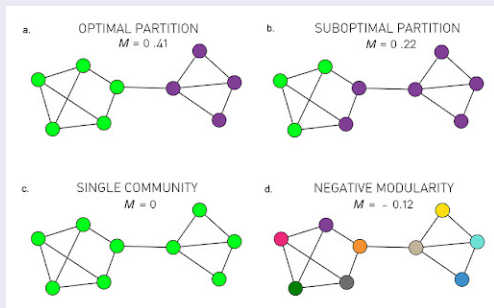 a. OPTIMAL PARTITION
M = 0.41
b. SUBOPTIMAL PARTITION
M = 0.22
c. SINGLE COMMUNITY
M = 0
d. NEGATIVE MODULARITY
M = - 0.12